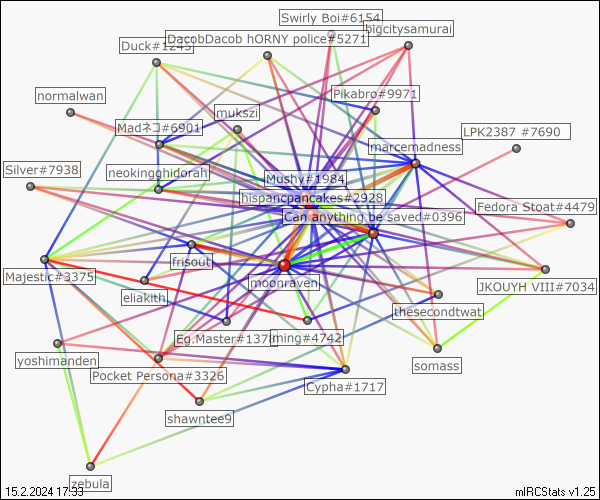 Swirly Boi#6154
bigcitysamurai
DacobDacob hORNY police#5271
Duck#1245
Pikabro#9971
normalwan
mukszi
Madネコ#6901
LPK2387 #7690
marcemadness
Silver#7938
neokinghidorah
Mushy#1984
hispancpancakes#2928
Fedora Stoat#4479
Can anything be saved#0396
frisout
Majestic#3375
moonraven
JKOUYH VIII#7034
eliakith
thesecondtwat
Eg.Master#1378
ming#4742
yoshimanden
somass
Pocket Persona#3326
Cypha#1717
shawntee9
zebula
15.2.2024 17:33
mIRCStats v1.25